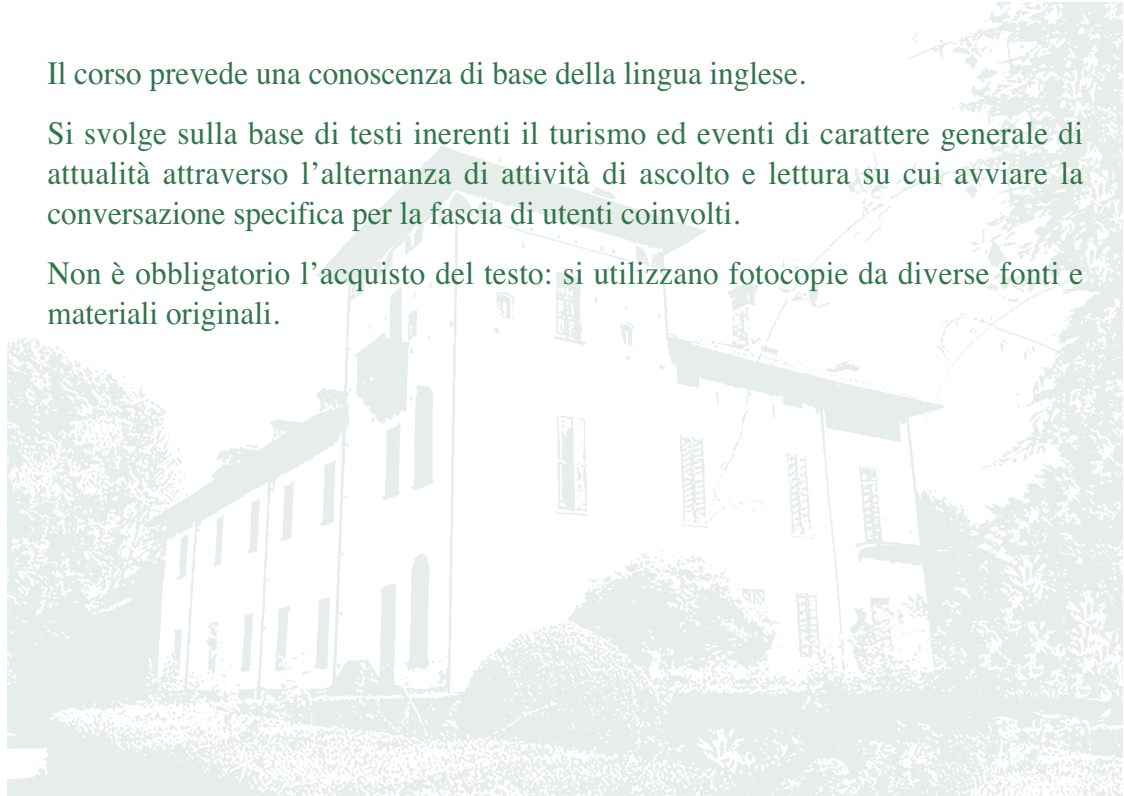 Il corso prevede una conoscenza di base della lingua inglese.
Si svolge sulla base di testi inerenti il turismo ed eventi di carattere generale di
attualità attraverso l’alternanza di attività di ascolto e lettura su cui avviare la
conversazione specifica per la fascia di utenti coinvolti.
Non è obbligatorio l’acquisto del testo: si utilizzano fotocopie da diverse fonti e
materiali originali.